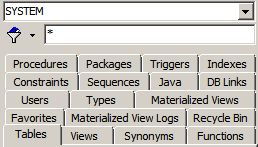 SYSTEM
*
Procedures Packages Triggers Indexes
Constraints Sequences Java DB Links
Users Types Materialized Views
Favorites Materialized View Logs Recycle Bin
Tables Views Synonyms Functions